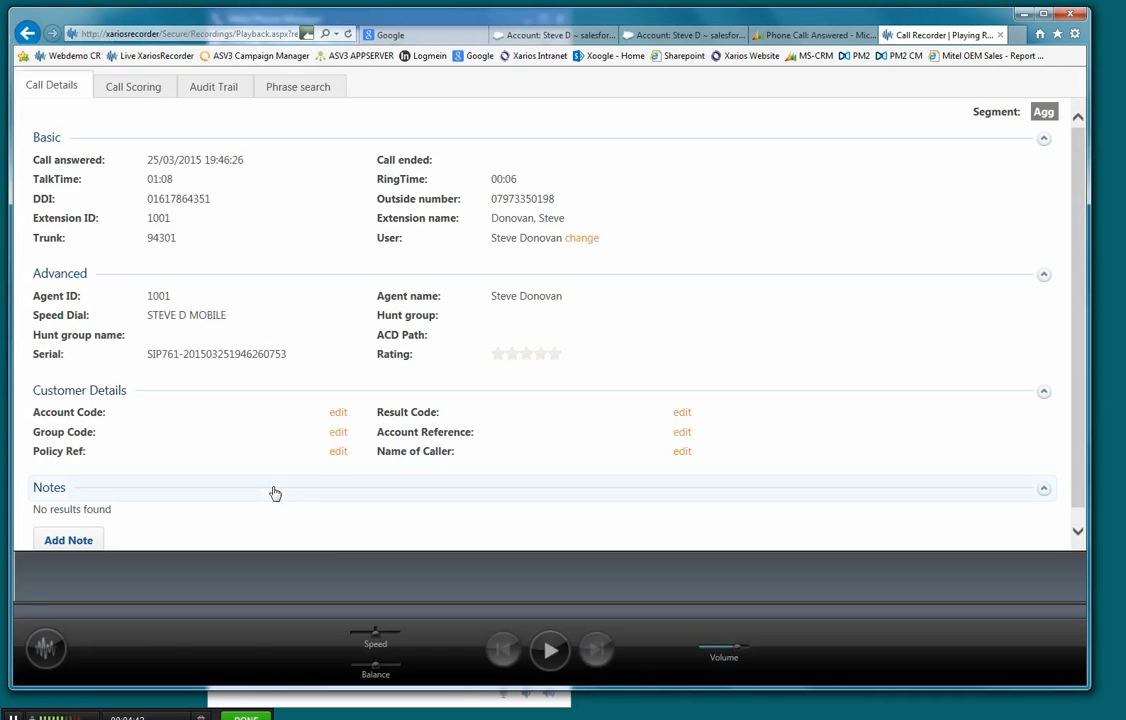 http://xariosrecorder/Secure/Recordings/Playback.aspx?re
Google
Account: Steve D ~ salesfo...
Account: Steve D ~ salesfor...
Phone Call: Answered - Mic...
Call Recorder | Playing R...
Webdemo CR
Live XariosRecorder
ASV3 Campaign Manager
ASV3 APPSERVER
Logmein
Google
Xarios Intranet
Xoogle - Home
Sharepoint
Xarios Website
MS-CRM
PM2
PM2 CM
Mitel OEM Sales - Report ...
Call Details
Call Scoring
Audit Trail
Phrase search
Segment: Agg
Basic
Call answered: 25/03/2015 19:46:26 Call ended:
TalkTime: 01:08 RingTime: 00:06
DDI: 01617864351 Outside number: 07973350198
Extension ID: 1001 Extension name: Donovan, Steve
Trunk: 94301 User: Steve Donovan change
Advanced
Agent ID: 1001 Agent name: Steve Donovan
Speed Dial: STEVE D MOBILE Hunt group:
Hunt group name: ACD Path:
Serial: SIP761-201503251946260753 Rating:
Customer Details
Account Code: edit Result Code: edit
Group Code: edit Account Reference: edit
Policy Ref: edit Name of Caller: edit
Notes
No results found
Add Note
Speed
Balance
Volume
DONE